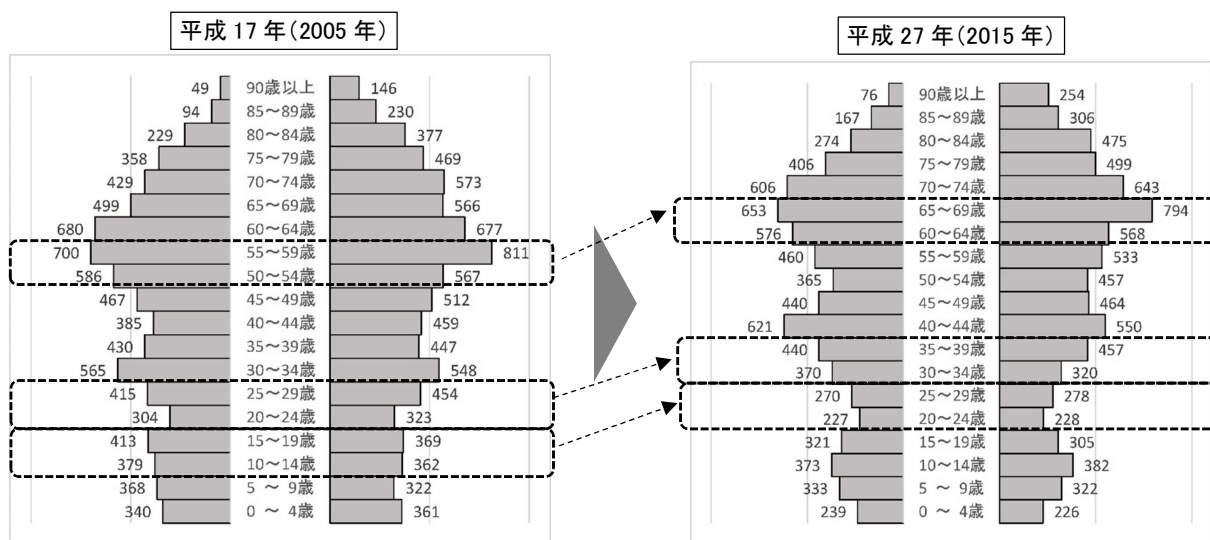 平成 17 年(2005 年)
49 90歳以上 146
94 85～89歳 230
229 80～84歳 377
358 75～79歳 469
429 70～74歳 573
499 65～69歳 566
680 60～64歳 677
700 55～59歳 811
586 50～54歳 567
467 45～49歳 512
385 40～44歳 459
430 35～39歳 447
565 30～34歳 548
415 25～29歳 454
304 20～24歳 323
413 15～19歳 369
379 10～14歳 362
368 5 ～ 9歳 322
340 0 ～ 4歳 361
平成 27 年(2015 年)
76 90歳以上 254
167 85～89歳 306
274 80～84歳 475
406 75～79歳 499
606 70～74歳 643
653 65～69歳 794
576 60～64歳 568
460 55～59歳 533
365 50～54歳 457
440 45～49歳 464
621 40～44歳 550
440 35～39歳 457
370 30～34歳 320
270 25～29歳 278
227 20～24歳 228
321 15～19歳 305
373 10～14歳 382
333 5 ～ 9歳 322
239 0 ～ 4歳 226